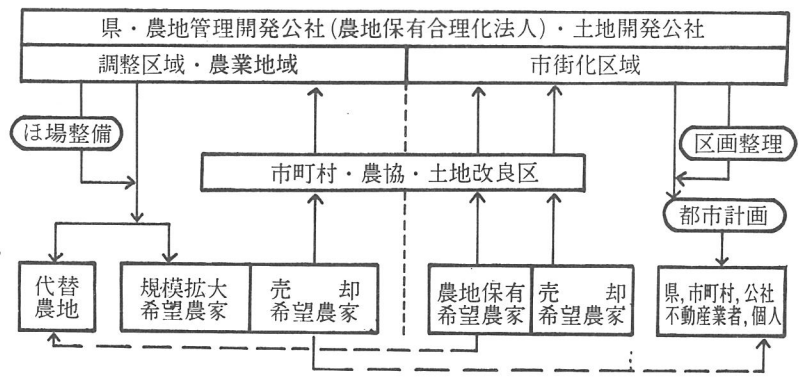 県・農地管理開発公社(農地保有合理化法人)・土地開発公社
調整区域・農業地域
市街化区域
ほ場整備
区画整理
市町村・農協・土地改良区
都市計画
代替
農地
規模拡大
希望農家
売却
希望農家
農地保有
希望農家
売却
希望農家
県,市町村,公社
不動産業者,個人